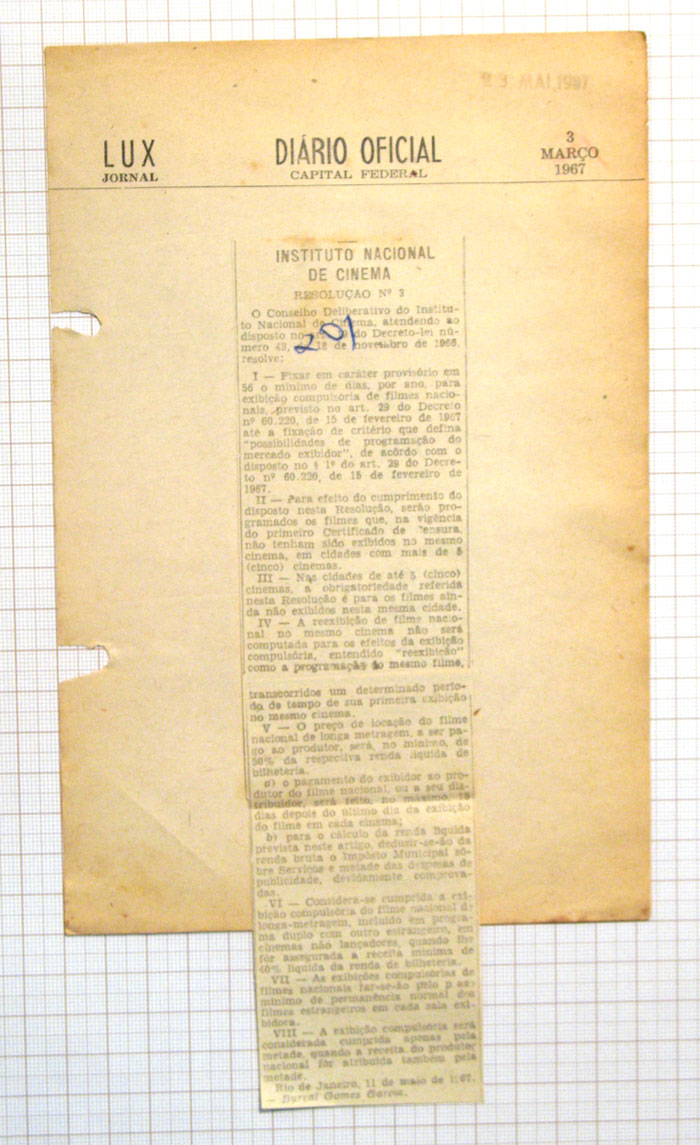 23 MAI 1967
LUX
JORNAL
DIÁRIO OFICIAL
CAPITAL FEDERAL
3
MARÇO
1967
INSTITUTO NACIONAL
DE CINEMA
RESOLUÇÃO Nº 3
O Conselho Deliberativo do Institu-
to Nacional de Cinema, atendendo ao
disposto no do Decreto-lei nú-
mero 43, 18 de novembro de 1966,
resolve:
201
I — Fixar em caráter provisório em
56 o mínimo de dias, por ano, para
exibição compulsória de filmes nacio-
nais, previsto no art. 29 do Decreto
nº 60.220, de 15 de fevereiro de 1967
até a fixação de critério que defina
"possibilidades de programação do
mercado exibidor", de acôrdo com o
disposto no § 1º do art. 29 do Decre-
to nº 60.220, de 15 de fevereiro de
1967.
II — Para efeito do cumprimento do
disposto nesta Resolução, serão pro-
gramados os filmes que, na vigência
do primeiro Certificado de Censura,
não tenham sido exibidos no mesmo
cinema, em cidades com mais de 5
(cinco) cinemas.
III — Nas cidades de até 5 (cinco)
cinemas, a obrigatoriedade referida
nesta Resolução é para os filmes ain-
da não exibidos nesta mesma cidade.
IV — A reexibição de filme nacio-
nal no mesmo cinema não será
computada para os efeitos da exibição
compulsória, entendido "reexibição"
como a programação do mesmo filme,
transcorridos um determinado perío-
do de tempo de sua primeira exibição
no mesmo cinema.
V — O preço de locação do filme
nacional de longa metragem, a ser pa-
go ao produtor, será, no mínimo, de
50% da respectiva renda líquida de
bilheteria.
a) o pagamento do exibidor ao pro-
dutor do filme nacional, ou a seu dis-
tribuidor, será feito, no máximo, 15
dias depois do último dia da exibição
do filme em cada cinema;
b) para o cálculo da renda líquida
prevista neste artigo, deduzir-se-ão da
renda bruta o Impôsto Municipal sô-
bre Serviços e metade das despesas de
publicidade, devidamente comprova-
das.
VI — Considera-se cumprida a exi-
bição compulsória do filme nacional de
longa-metragem, incluído em progra-
ma duplo com outro estrangeiro, em
cinemas não lançadores, quando lhe
fôr assegurada a receita mínima de
40% líquida da renda de bilheteria.
VII — As exibições compulsórias de
filmes nacionais far-se-ão pelo prazo
mínimo de permanência normal dos
filmes estrangeiros em cada sala exi-
bidora.
VIII — A exibição compulsória será
considerada cumprida apenas pela
metade, quando a receita do produtor
nacional fôr atribuída também pela
metade.
Rio de Janeiro, 11 de maio de 1967.
— Durval Gomes Garcia.